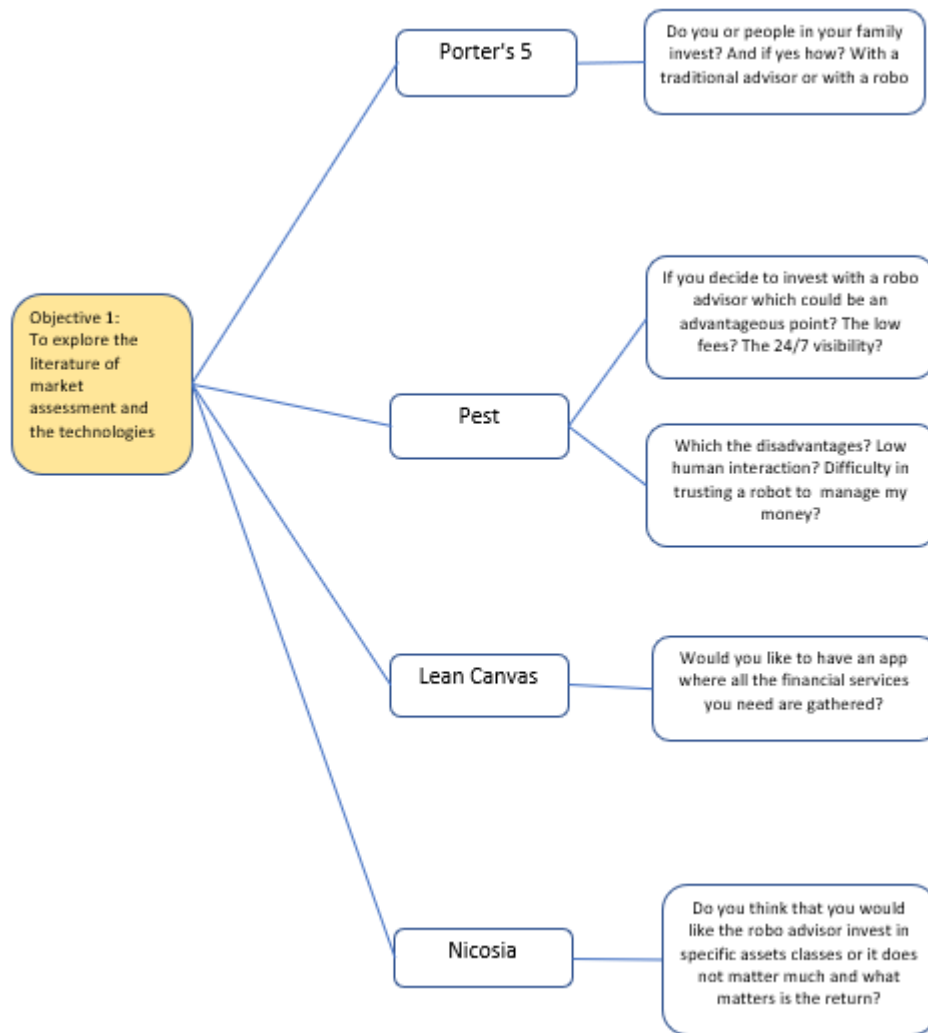 Porter's 5
Do you or people in your family
invest? And if yes how? With a
traditional advisor or with a robo
Objective 1:
To explore the
literature of
market
assessment and
the technologies
If you decide to invest with a robo
advisor which could be an
advantageous point? The low
fees? The 24/7 visibility?
Pest
Which the disadvantages? Low
human interaction? Difficulty in
trusting a robot to manage my
money?
Lean Canvas
Would you like to have an app
where all the financial services
you need are gathered?
Nicosia
Do you think that you would
like the robo advisor invest in
specific assets classes or it does
not matter much and what
matters is the return?